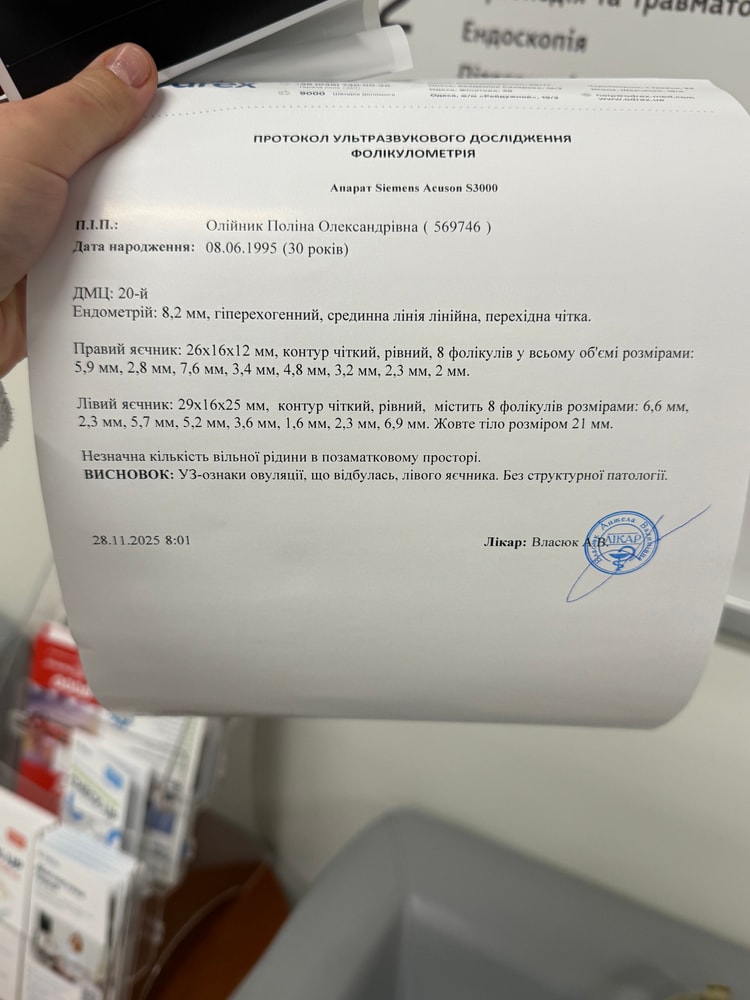 Ендоскопія
ПРОТОКОЛ УЛЬТРАЗВУКОВОГО ДОСЛІДЖЕННЯ
ФОЛІКУЛОМЕТРІЯ
Апарат Siemens Acuson S3000
П.І.П.: Олійник Поліна Олександрівна ( 569746 )
Дата народження: 08.06.1995 (30 років)
ДМЦ: 20-й
Ендометрій: 8,2 мм, гіперехогенний, срединна лінія лінійна, перехідна чітка.
Правий яєчник: 26х16х12 мм, контур чіткий, рівний, 8 фолікулів у всьому об'ємі розмірами:
5,9 мм, 2,8 мм, 7,6 мм, 3,4 мм, 4,8 мм, 3,2 мм, 2,3 мм, 2 мм.
Лівий яєчник: 29х16х25 мм, контур чіткий, рівний, містить 8 фолікулів розмірами: 6,6 мм,
2,3 мм, 5,7 мм, 5,2 мм, 3,6 мм, 1,6 мм, 2,3 мм, 6,9 мм. Жовте тіло розміром 21 мм.
Незначна кількість вільної рідини в позаматковому просторі.
ВИСНОВОК: УЗ-ознаки овуляції, що відбулась, лівого яєчника. Без структурної патології.
28.11.2025 8:01
Лікар: Власюк А.В.
ЛІКАР